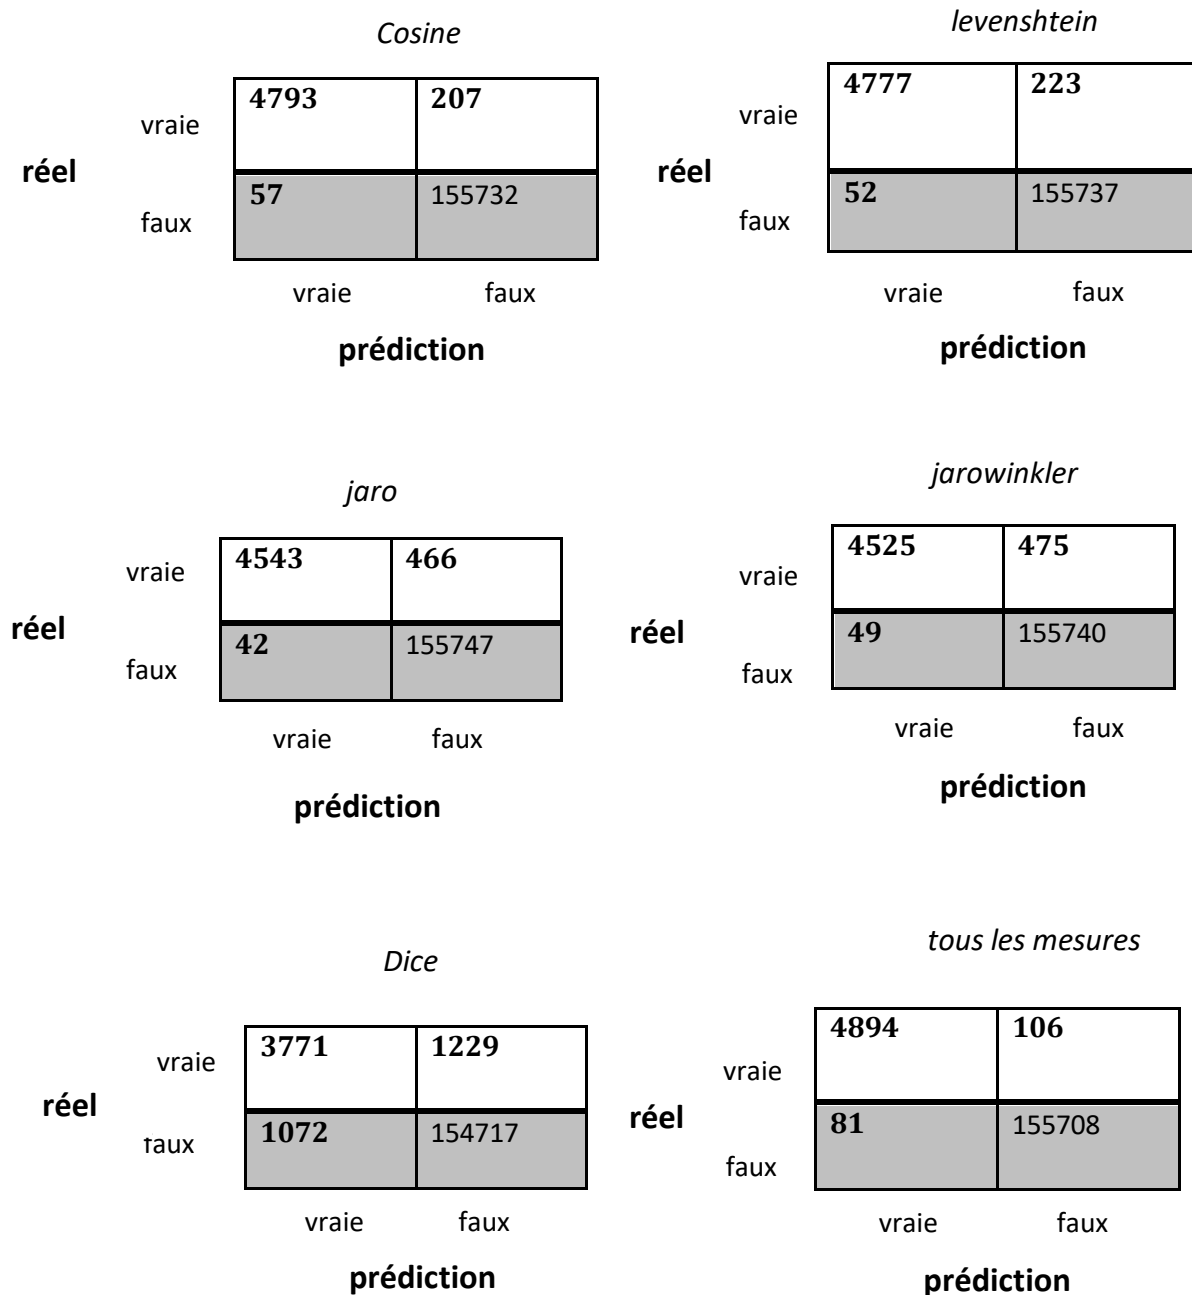 Cosine
vraie
4793 207
réel
faux
57 155732
vraie faux
prédiction
levenshtein
vraie
4777 223
réel
faux
52 155737
vraie faux
prédiction
jaro
vraie
4543 466
réel
faux
42 155747
vraie faux
prédiction
jarowinkler
vraie
4525 475
réel
faux
49 155740
vraie faux
prédiction
Dice
vraie
3771 1229
réel
faux
1072 154717
vraie faux
prédiction
tous les mesures
vraie
4894 106
réel
faux
81 155708
vraie faux
prédiction